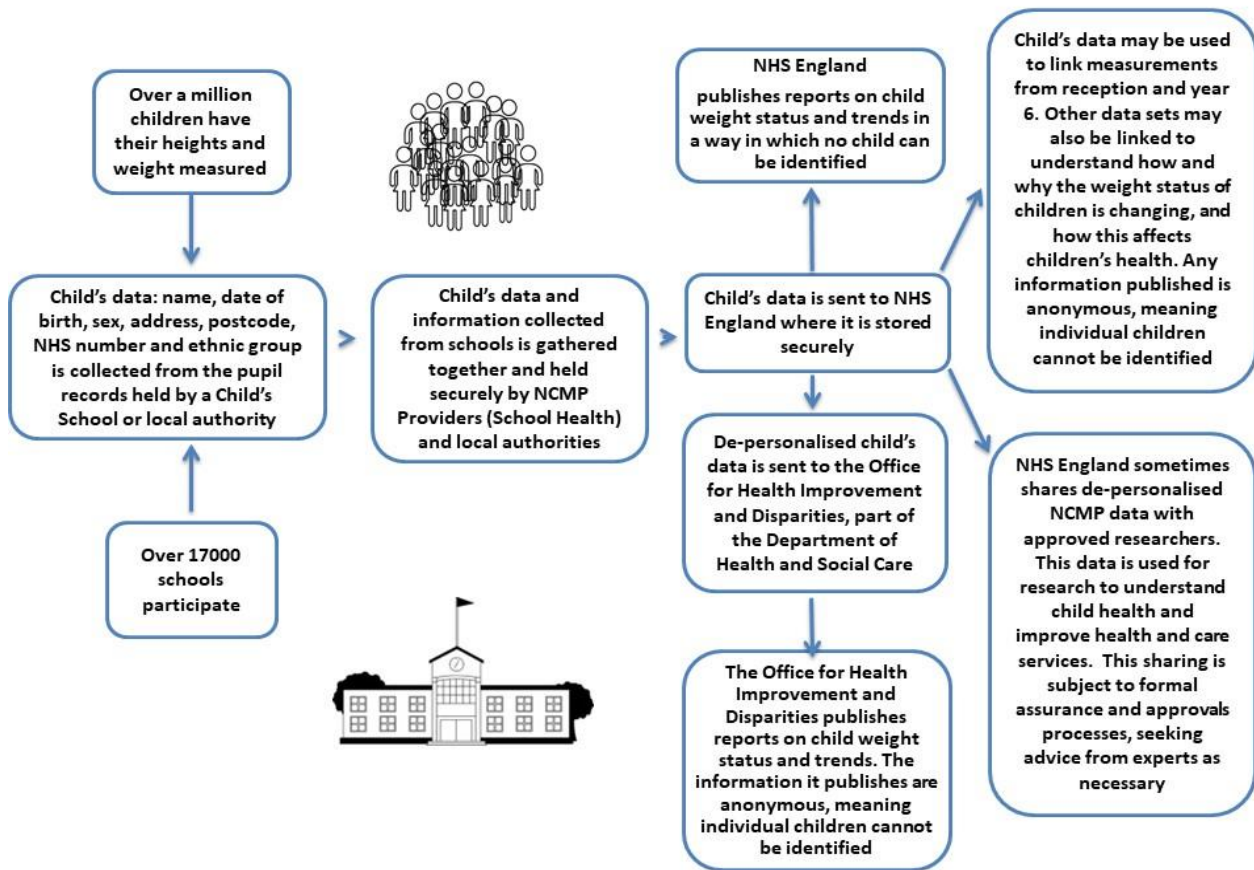 Over a million
children have
their heights and
weight measured
Child's data: name, date of
birth, sex, address, postcode,
NHS number and ethnic group
is collected from the pupil
records held by a Child's
School or local authority
Over 17000
schools
participate
Child's data and
information collected
from schools is gathered
together and held
securely by NCMP
Providers (School Health)
and local authorities
NHS England
publishes reports on child
weight status and trends in
a way in which no child can
be identified
Child's data is sent to NHS
England where it is stored
securely
De-personalised child's
data is sent to the Office
for Health Improvement
and Disparities, part of
the Department of
Health and Social Care
The Office for Health
Improvement and
Disparities publishes
reports on child weight
status and trends. The
information it publishes are
anonymous, meaning
individual children cannot
be identified
Child's data may be used
to link measurements
from reception and year
6. Other data sets may
also be linked to
understand how and
why the weight status of
children is changing, and
how this affects
children's health. Any
information published is
anonymous, meaning
individual children
cannot be identified
NHS England sometimes
shares de-personalised
NCMP data with
approved researchers.
This data is used for
research to understand
child health and
improve health and care
services. This sharing is
subject to formal
assurance and approvals
processes, seeking
advice from experts as
necessary